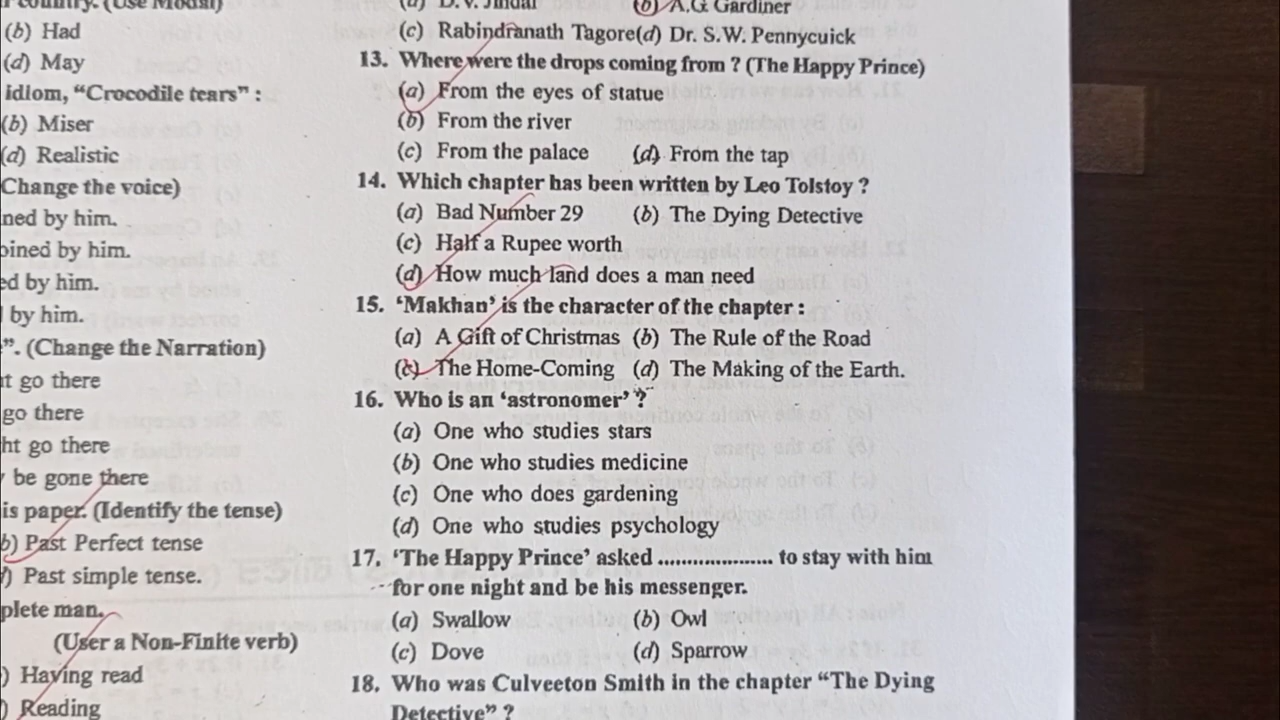 country. (Use Modal)
(b) Had
(d) May
idiom, “Crocodile tears” :
(b) Miser
(d) Realistic
Change the voice)
ned by him.
oined by him.
ed by him.
l by him.
”. (Change the Narration)
t go there
go there
ht go there
be gone there
is paper. (Identify the tense)
b) Past Perfect tense
) Past simple tense.
plete man.
(User a Non-Finite verb)
) Having read
) Reading
(a) D.V. Jindal (b) A.G Gardiner
(c) Rabindranath Tagore(d) Dr. S.W. Pennycuick
13. Where were the drops coming from ? (The Happy Prince)
(a) From the eyes of statue
(b) From the river
(c) From the palace (d) From the tap
14. Which chapter has been written by Leo Tolstoy ?
(a) Bad Number 29 (b) The Dying Detective
(c) Half a Rupee worth
(d) How much land does a man need
15. ‘Makhan’ is the character of the chapter :
(a) A Gift of Christmas (b) The Rule of the Road
(c) The Home-Coming (d) The Making of the Earth.
16. Who is an ‘astronomer’ ?
(a) One who studies stars
(b) One who studies medicine
(c) One who does gardening
(d) One who studies psychology
17. ‘The Happy Prince’ asked .................... to stay with him
for one night and be his messenger.
(a) Swallow (b) Owl
(c) Dove (d) Sparrow
18. Who was Culveeton Smith in the chapter “The Dying
Detective” ?